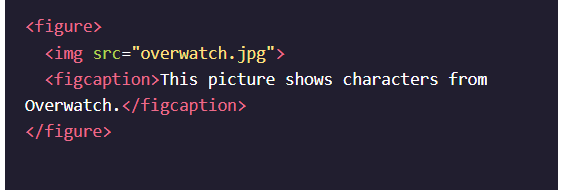 <figure>
  <img src="overwatch.jpg">
  <figcaption>This picture shows characters from
Overwatch.</figcaption>
</figure>